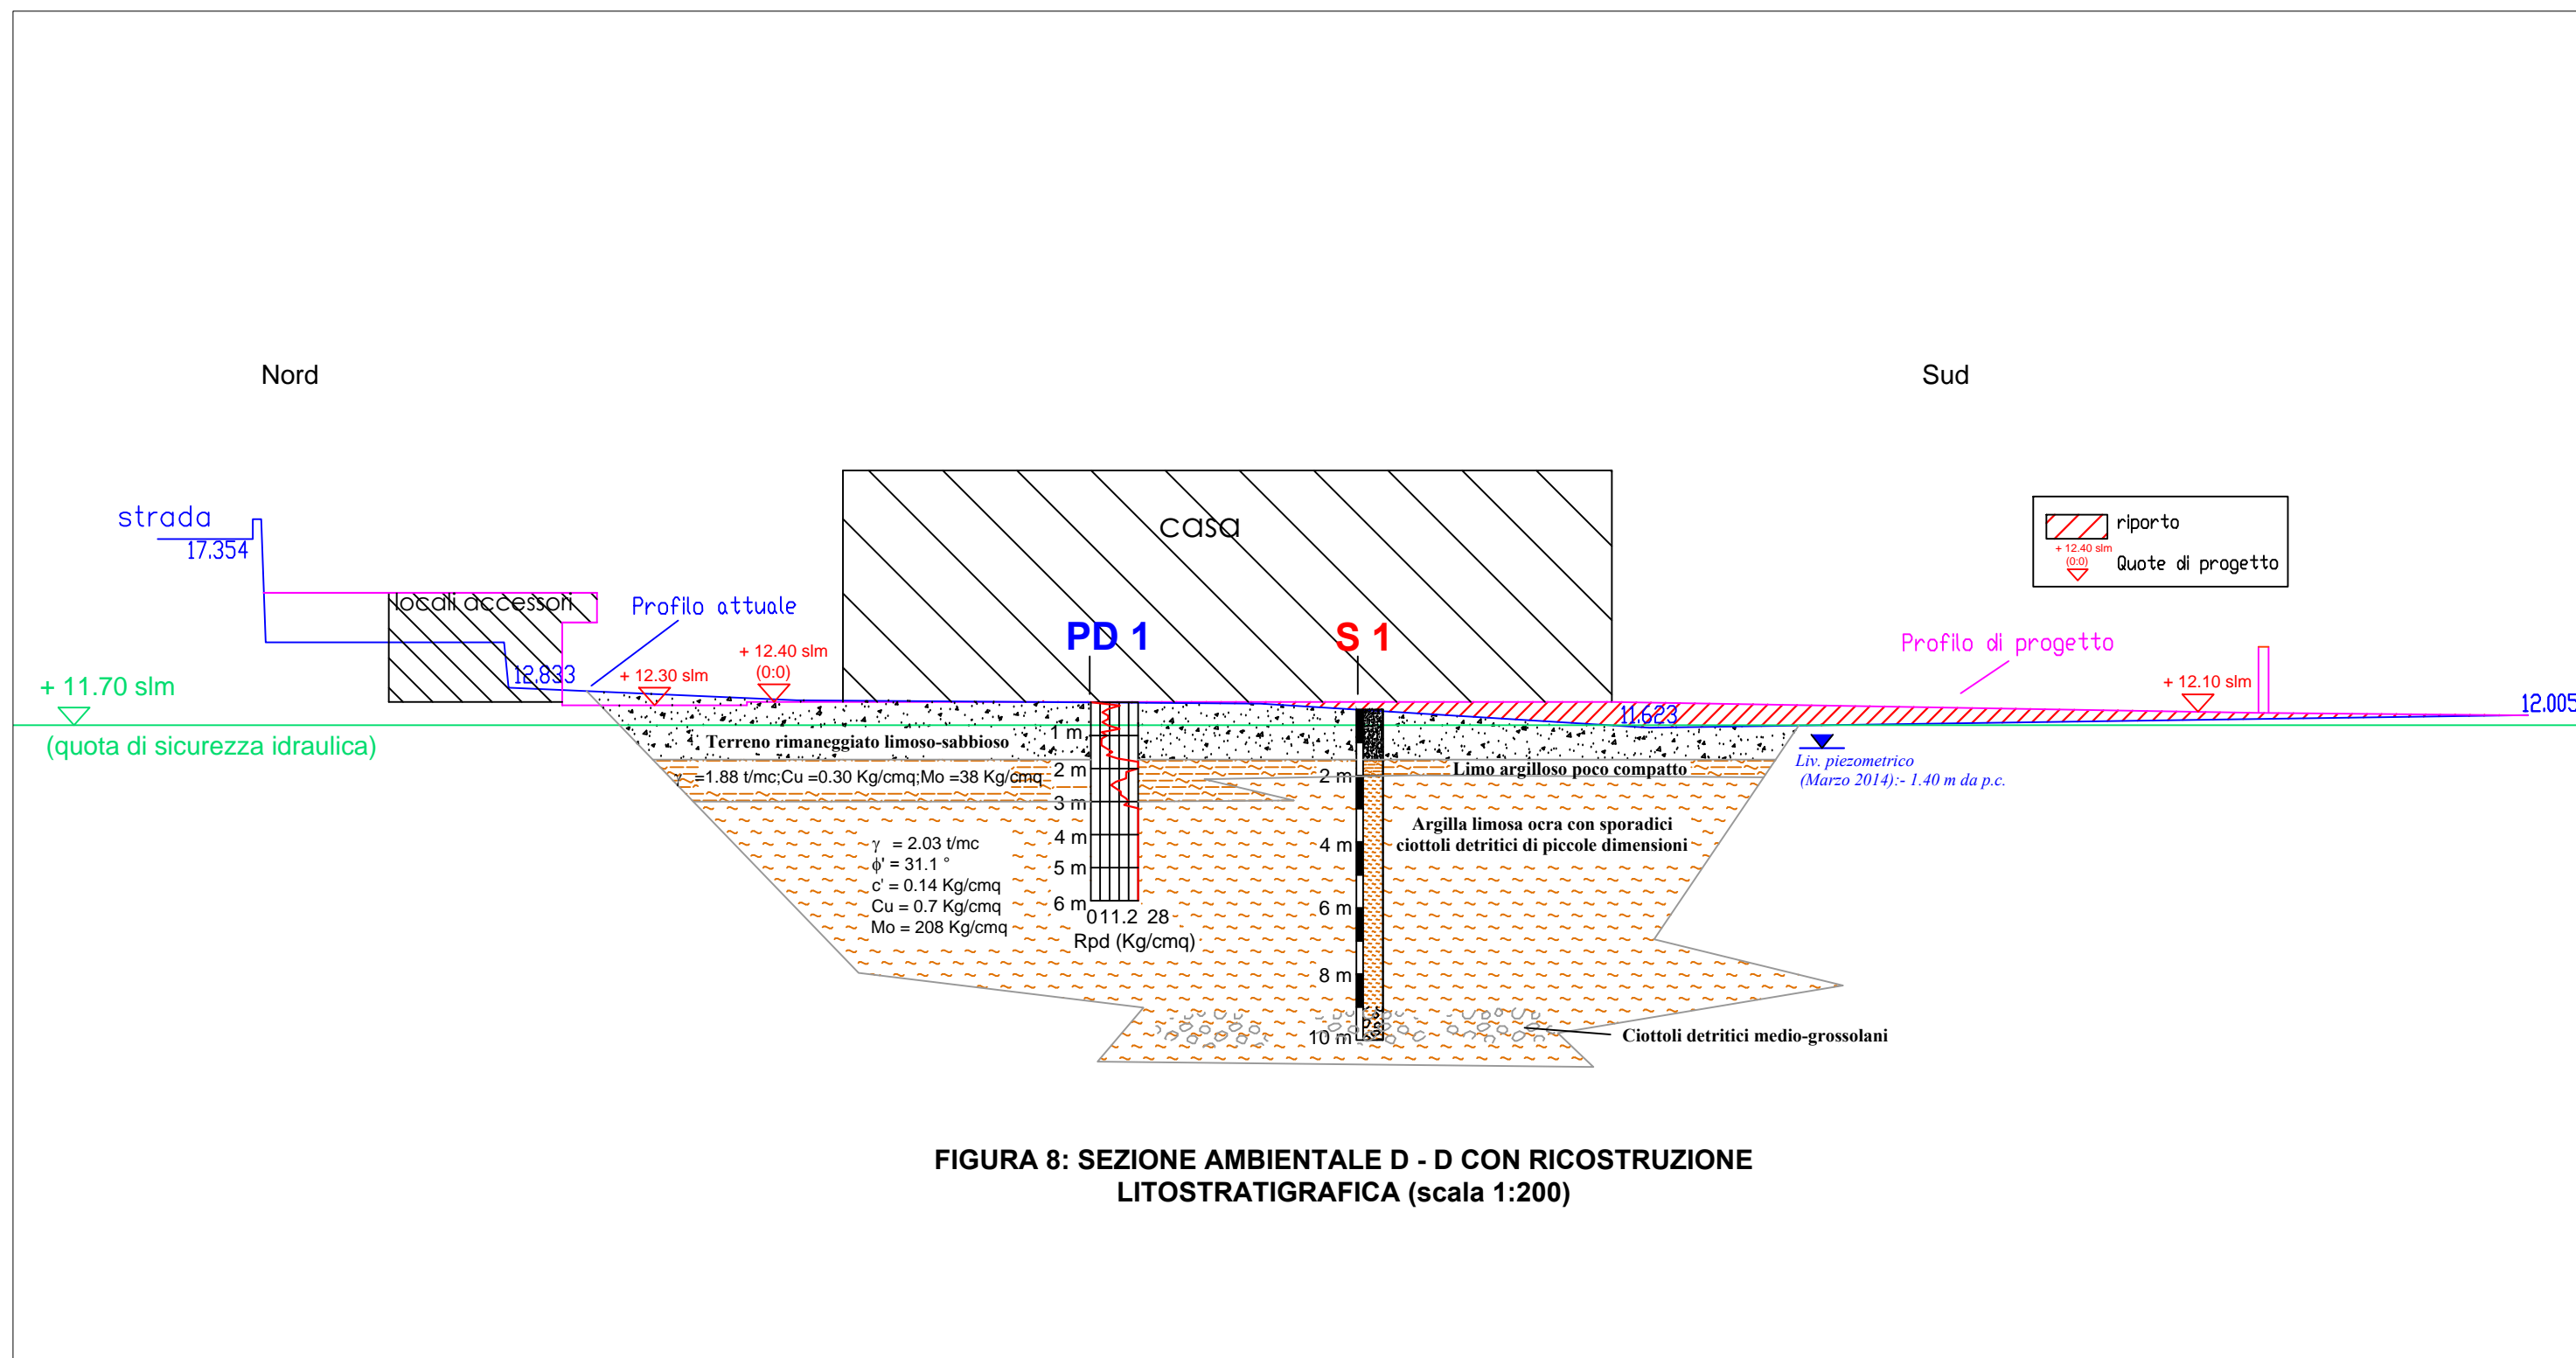 Nord
Sud
strada
17.354
casa
riporto
+ 12.40 slm
(0:0)
Quote di progetto
locali accessori
Profilo attuale
PD 1
S 1
Profilo di progetto
12.833
+ 12.30 slm
+ 12.40 slm
(0:0)
+ 11.70 slm
(quota di sicurezza idraulica)
+ 12.10 slm
12.005
11.623
Terreno rimaneggiato limoso-sabbioso
γ =1.88 t/mc;Cu =0.30 Kg/cmq;Mo =38 Kg/cmq
1 m
2 m
3 m
4 m
5 m
6 m
0 11.2 28
Rpd (Kg/cmq)
Limo argilloso poco compatto
Liv. piezometrico
(Marzo 2014):- 1.40 m da p.c.
2 m
4 m
6 m
8 m
10 m
Argilla limosa ocra con sporadici
ciottoli detritici di piccole dimensioni
γ = 2.03 t/mc
ϕ' = 31.1 °
c' = 0.14 Kg/cmq
Cu = 0.7 Kg/cmq
Mo = 208 Kg/cmq
Ciottoli detritici medio-grossolani
FIGURA 8: SEZIONE AMBIENTALE D - D CON RICOSTRUZIONE
LITOSTRATIGRAFICA (scala 1:200)